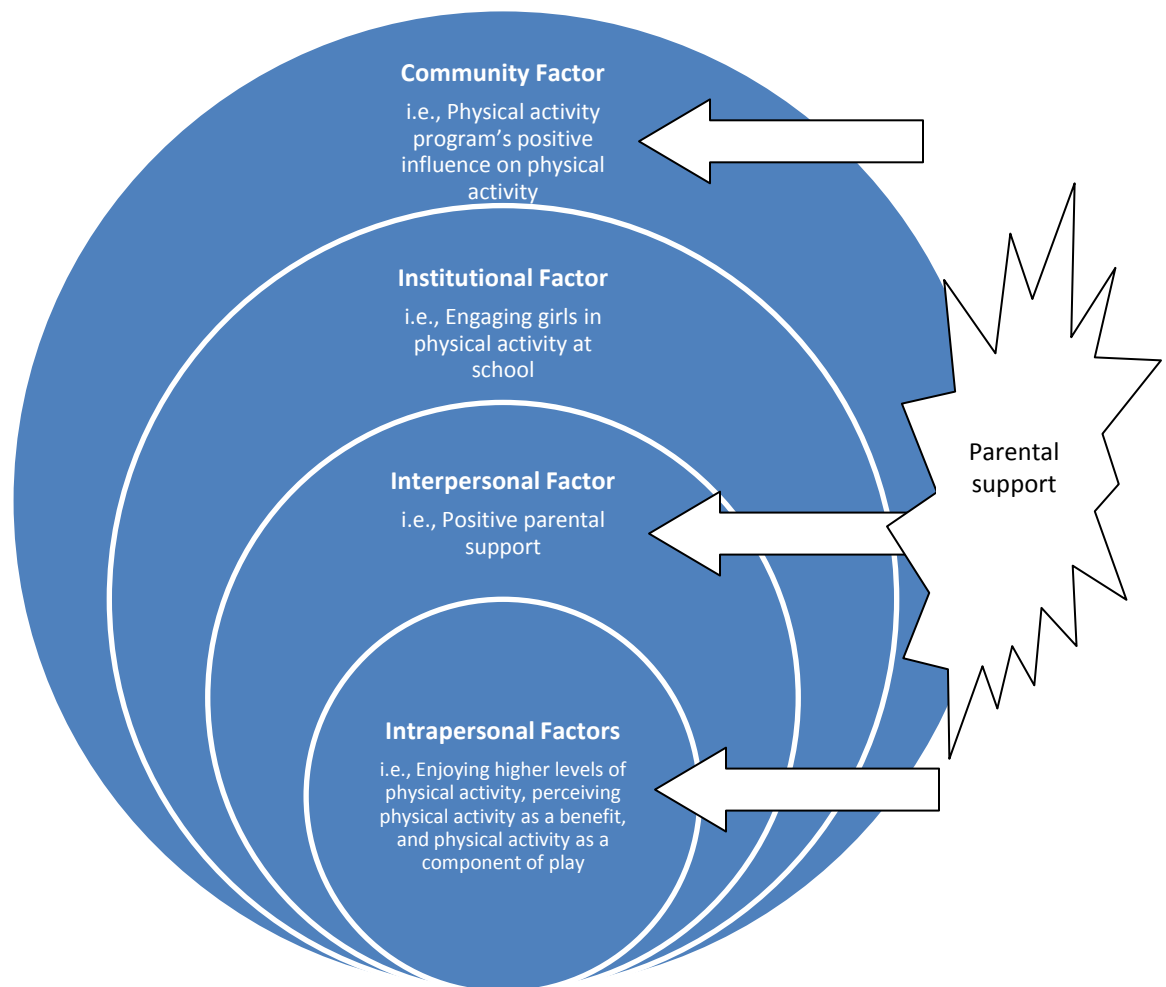 Community Factor
i.e., Physical activity
program’s positive
influence on physical
activity
Institutional Factor
i.e., Engaging girls in
physical activity at
school
Interpersonal Factor
i.e., Positive parental
support
Parental
support
Intrapersonal Factors
i.e., Enjoying higher levels of
physical activity, perceiving
physical activity as a benefit,
and physical activity as a
component of play